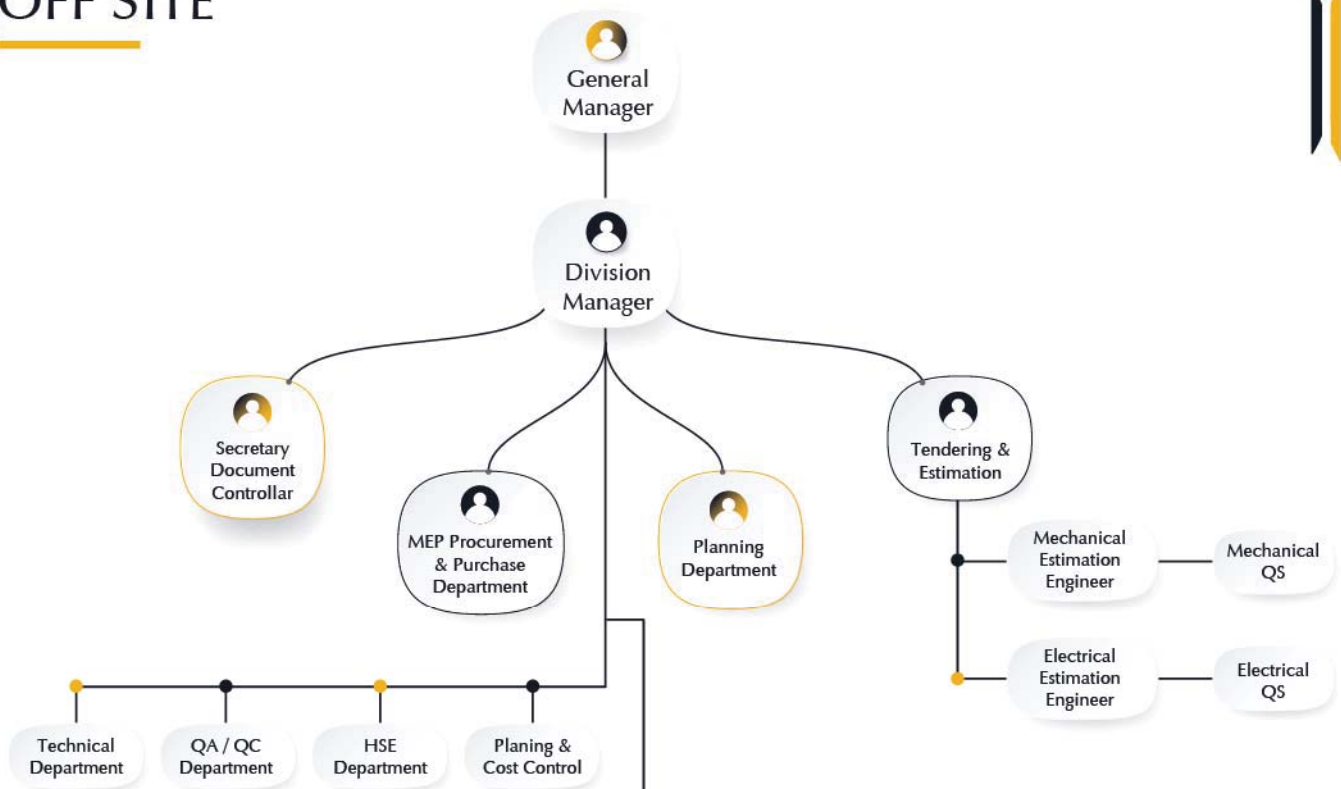 OFF SITE
General
Manager
Division
Manager
Secretary
Document
Controllar
MEP Procurement
& Purchase
Department
Planning
Department
Tendering &
Estimation
Mechanical
Estimation
Engineer
Mechanical
QS
Electrical
Estimation
Engineer
Electrical
QS
Technical
Department
QA / QC
Department
HSE
Department
Planing &
Cost Control